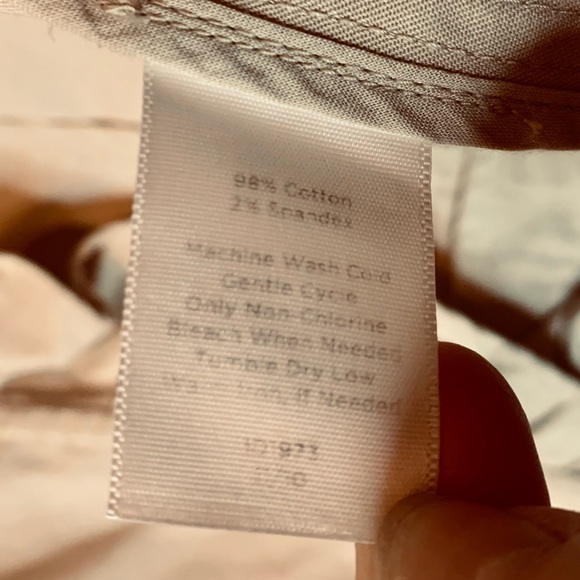 98% Cotton
2% Spandex
Machine Wash Cold
Gentle Cycle
Only Non-Chlorine
Bleach When Needed
Tumble Dry Low
Iron, If Needed